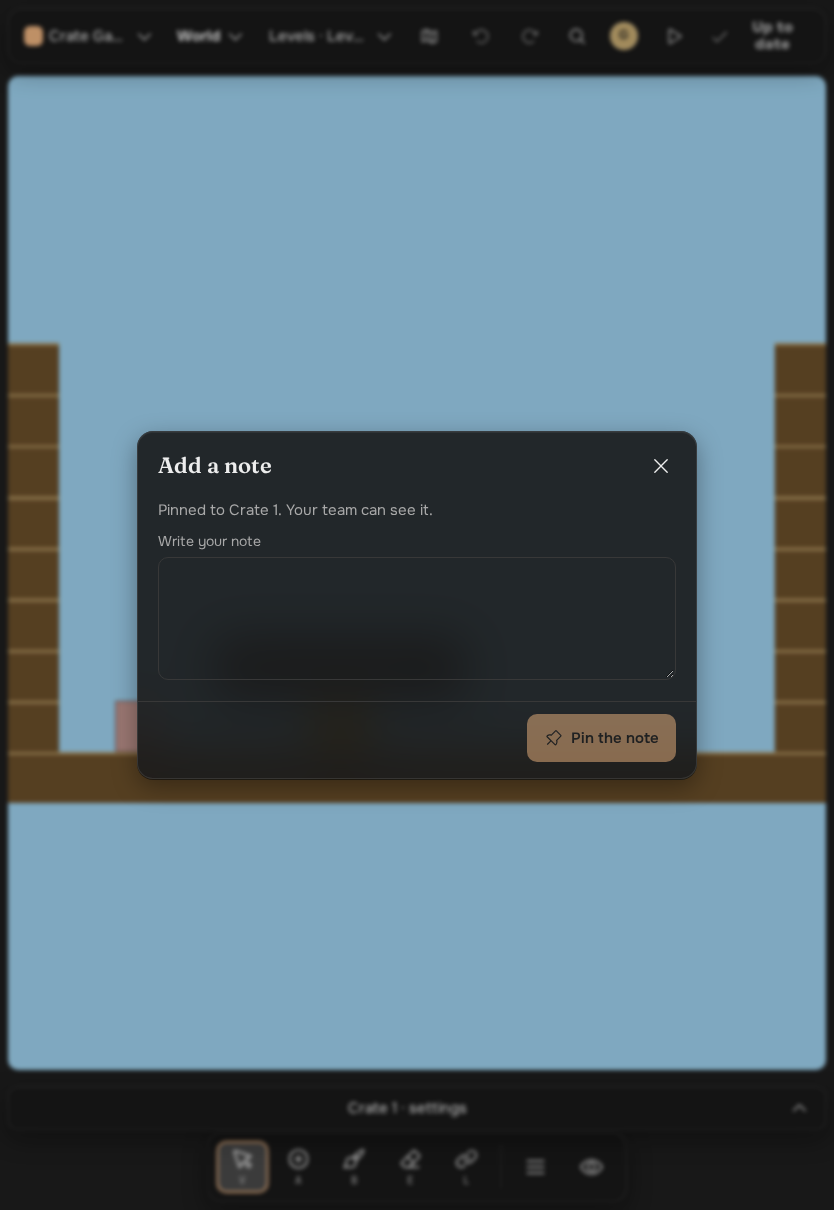 Crate Ga...
World
Levels · Lev...
Up to
date
Add a note
Pinned to Crate 1. Your team can see it.
Write your note
Pin the note
Crate 1 · settings
V
A
B
E
L